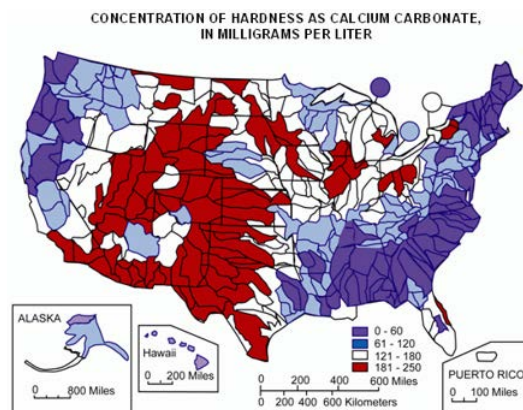 CONCENTRATION OF HARDNESS AS CALCIUM CARBONATE,
IN MILLIGRAMS PER LITER
ALASKA
0 800 Miles
Hawaii
0 200 Miles
0 - 60
61 - 120
121 - 180
181 - 250
0 200 400 600 Miles
0 200 400 600 Kilometers
PUERTO RICO
0 100 Miles